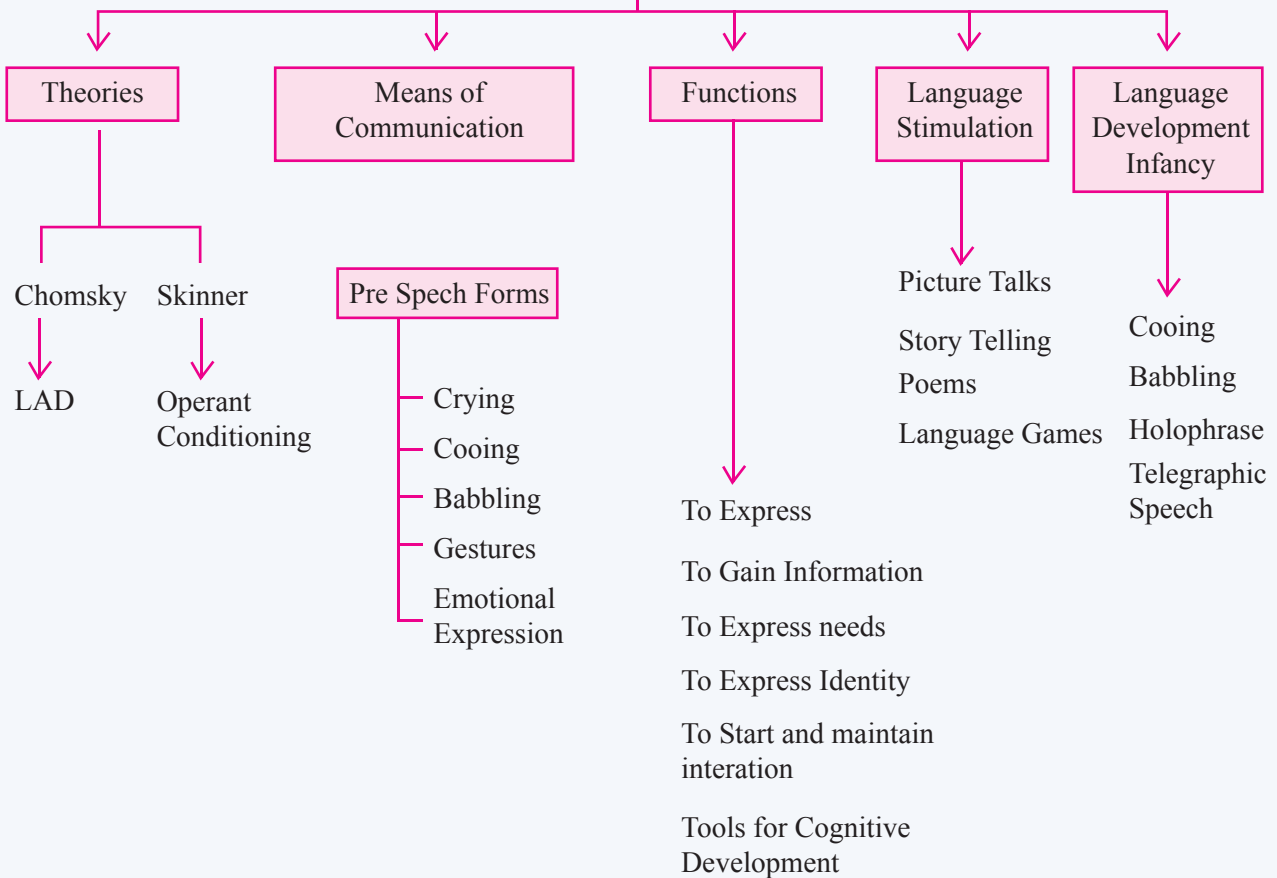 Theories
Means of
Communication
Functions
Language
Stimulation
Language
Development
Infancy
Chomsky
Skinner
LAD
Operant
Conditioning
Pre Spech Forms
Crying
Cooing
Babbling
Gestures
Emotional
Expression
To Express
To Gain Information
To Express needs
To Express Identity
To Start and maintain
interation
Tools for Cognitive
Development
Picture Talks
Story Telling
Poems
Language Games
Cooing
Babbling
Holophrase
Telegraphic
Speech